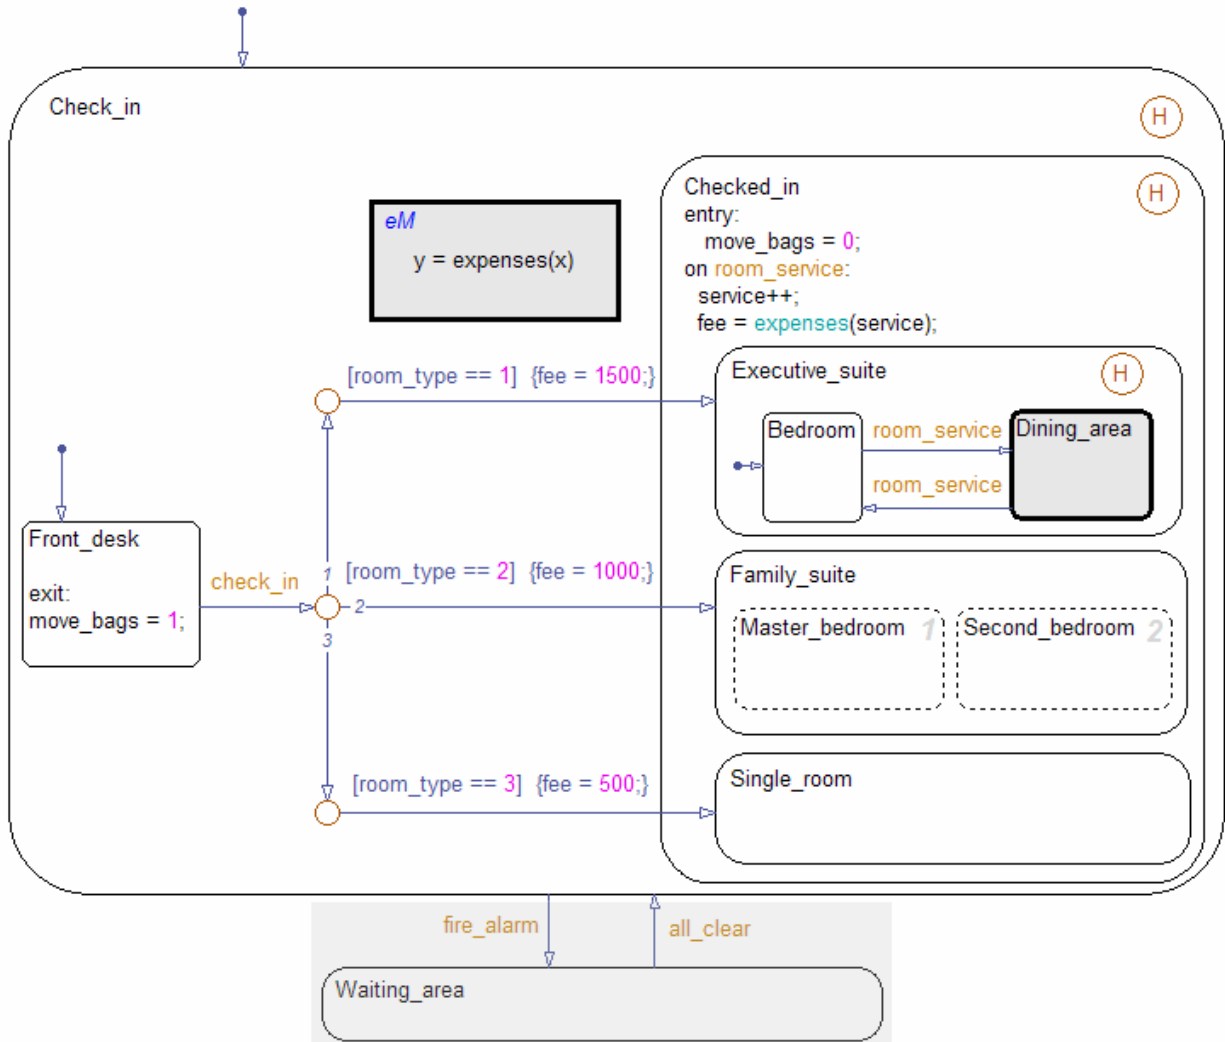 Check_in
H
Checked_in
H
entry:
move_bags = 0;
on room_service:
service++;
fee = expenses(service);
eM
y = expenses(x)
[room_type == 1] {fee = 1500;}
Executive_suite
H
Bedroom
room_service
Dining_area
room_service
Front_desk
exit:
move_bags = 1;
check_in
1
2
3
[room_type == 2] {fee = 1000;}
Family_suite
Master_bedroom 1
Second_bedroom 2
[room_type == 3] {fee = 500;}
Single_room
fire_alarm
all_clear
Waiting_area